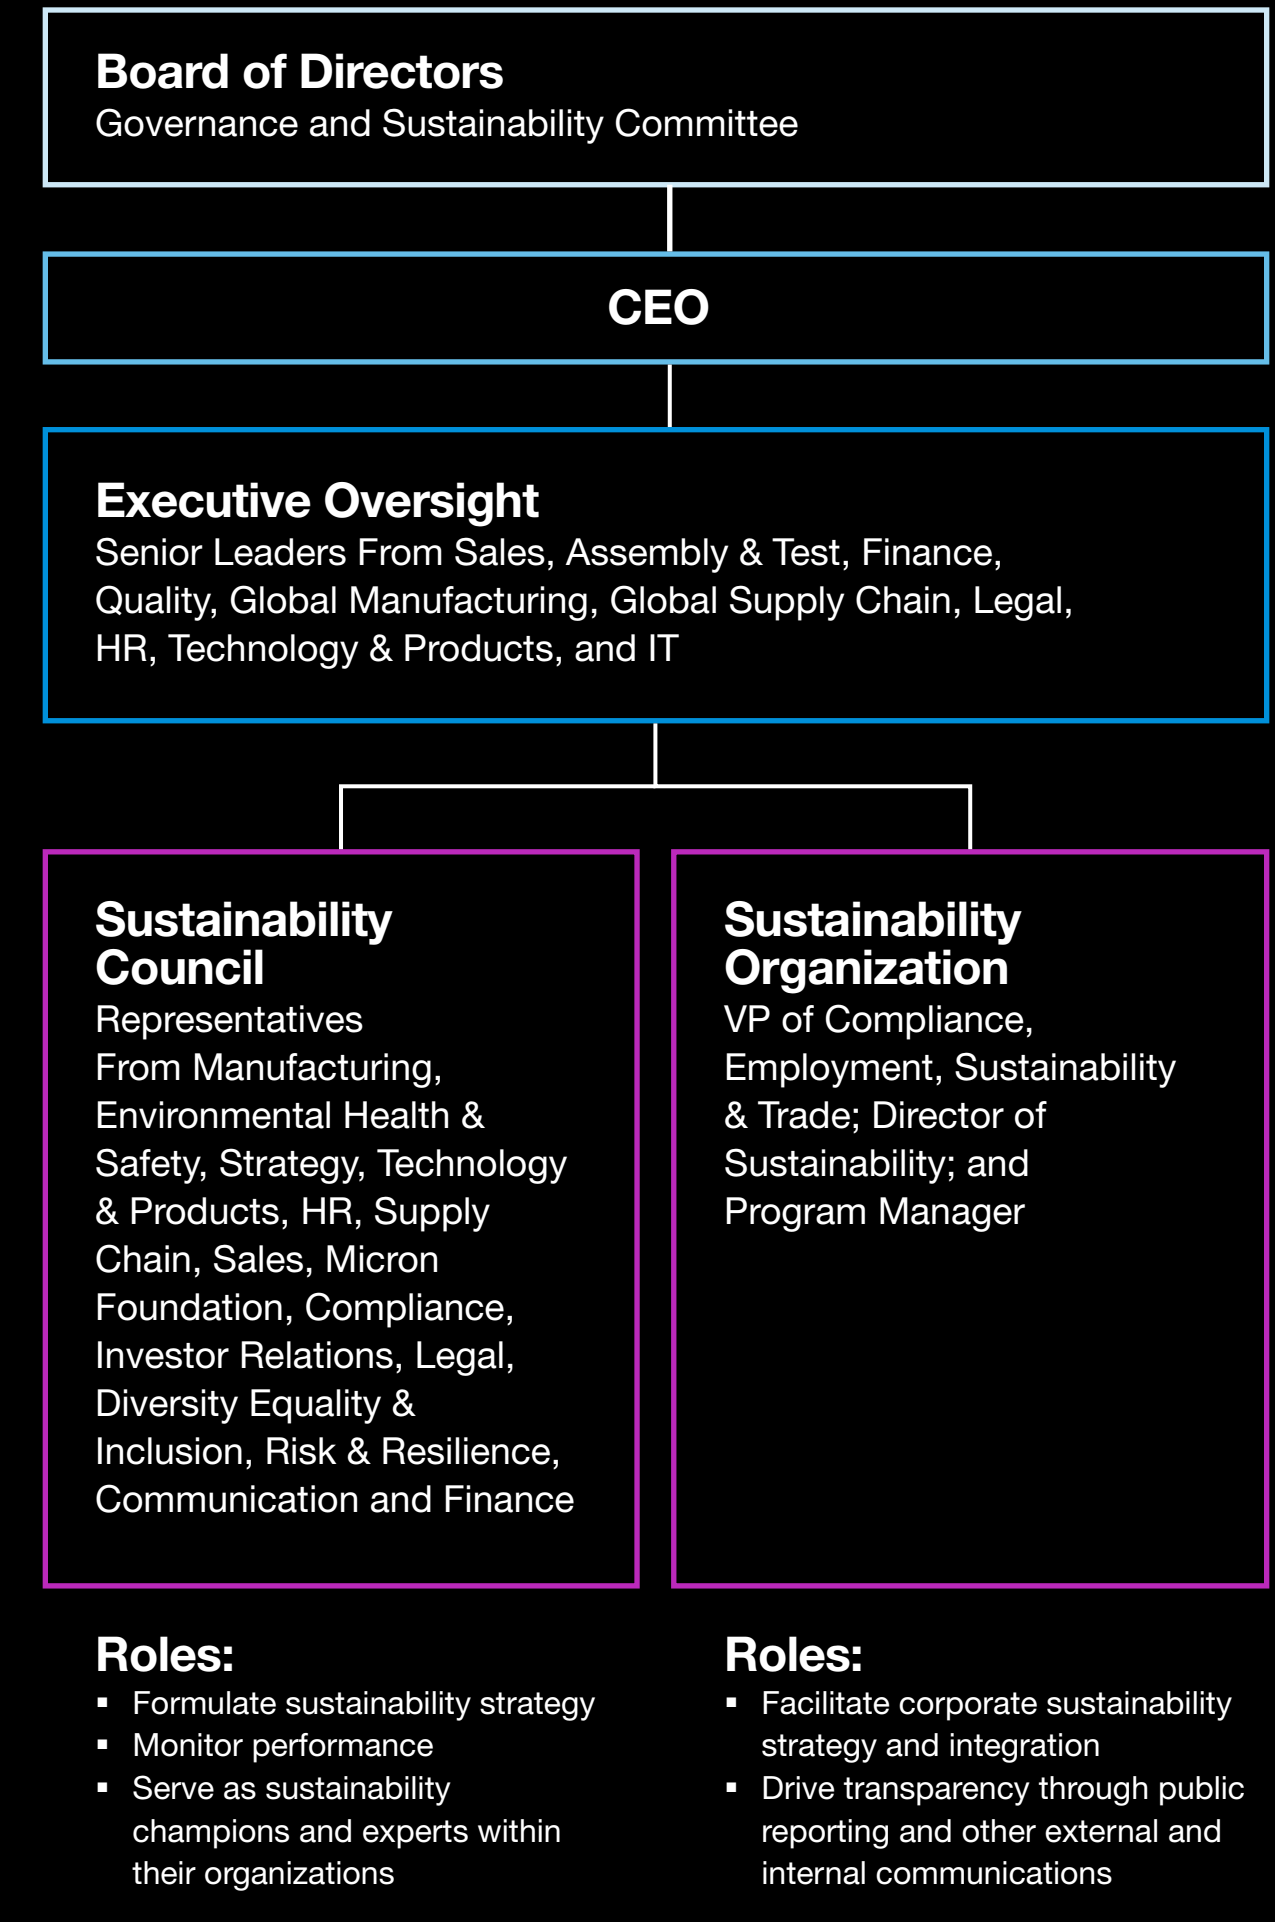 Board of Directors
Governance and Sustainability Committee
CEO
Executive Oversight
Senior Leaders From Sales, Assembly & Test, Finance,
Quality, Global Manufacturing, Global Supply Chain, Legal,
HR, Technology & Products, and IT
Sustainability
Council
Representatives
From Manufacturing,
Environmental Health &
Safety, Strategy, Technology
& Products, HR, Supply
Chain, Sales, Micron
Foundation, Compliance,
Investor Relations, Legal,
Diversity Equality &
Inclusion, Risk & Resilience,
Communication and Finance
Roles:
▪ Formulate sustainability strategy
▪ Monitor performance
▪ Serve as sustainability
champions and experts within
their organizations
Sustainability
Organization
VP of Compliance,
Employment, Sustainability
& Trade; Director of
Sustainability; and
Program Manager
Roles:
▪ Facilitate corporate sustainability
strategy and integration
▪ Drive transparency through public
reporting and other external and
internal communications